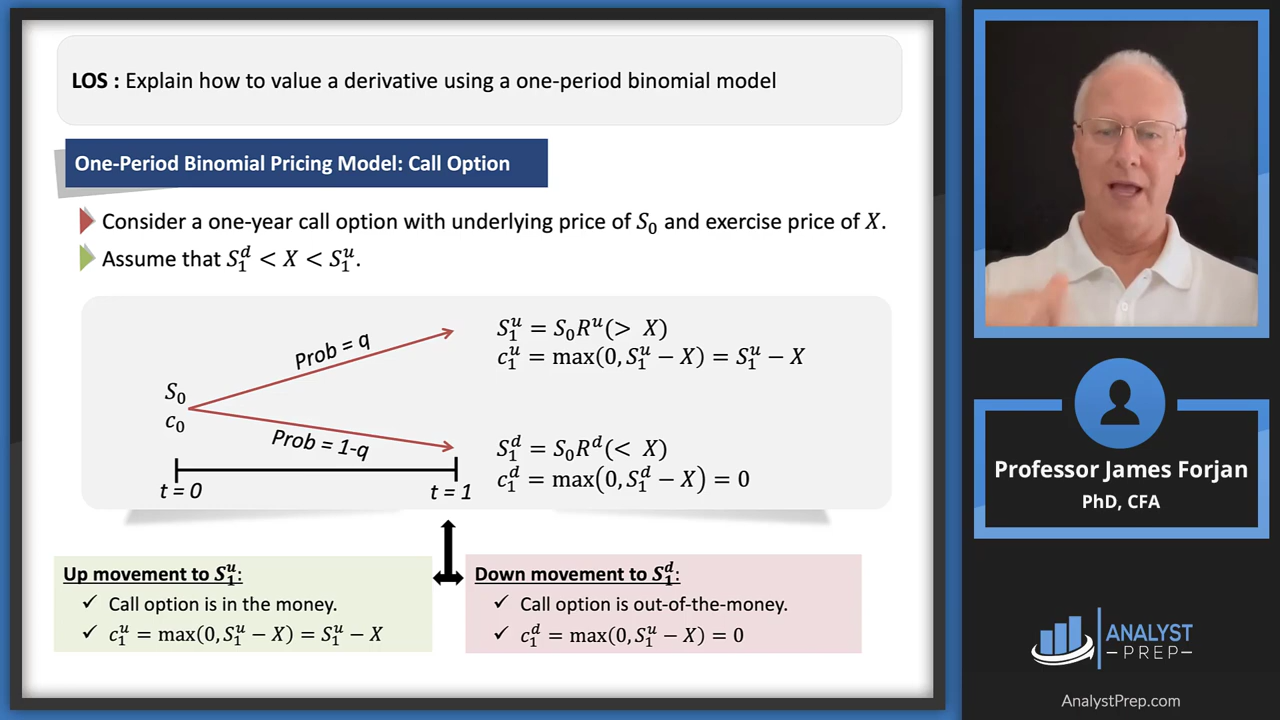 LOS : Explain how to value a derivative using a one-period binomial model
One-Period Binomial Pricing Model: Call Option
Consider a one-year call option with underlying price of S₀ and exercise price of X.
Assume that S₁ᵈ < X < S₁ᵘ.
Prob = q
S₁ᵘ = S₀Rᵘ(> X)
c₁ᵘ = max(0, S₁ᵘ − X) = S₁ᵘ − X
S₀
c₀
Prob = 1-q
S₁ᵈ = S₀Rᵈ(< X)
c₁ᵈ = max(0, S₁ᵈ − X) = 0
t = 0
t = 1
Up movement to S₁ᵘ:
✓ Call option is in the money.
✓ c₁ᵘ = max(0, S₁ᵘ − X) = S₁ᵘ − X
Down movement to S₁ᵈ:
✓ Call option is out-of-the-money.
✓ c₁ᵈ = max(0, S₁ᵘ − X) = 0
Professor James Forjan
PhD, CFA
ANALYST
–PREP–
AnalystPrep.com